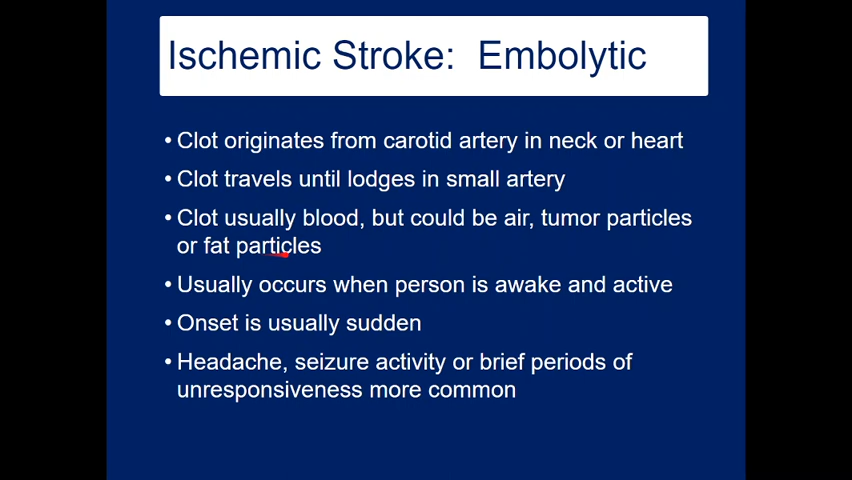 Ischemic Stroke: Embolytic
• Clot originates from carotid artery in neck or heart
• Clot travels until lodges in small artery
• Clot usually blood, but could be air, tumor particles
or fat particles
• Usually occurs when person is awake and active
• Onset is usually sudden
• Headache, seizure activity or brief periods of
unresponsiveness more common